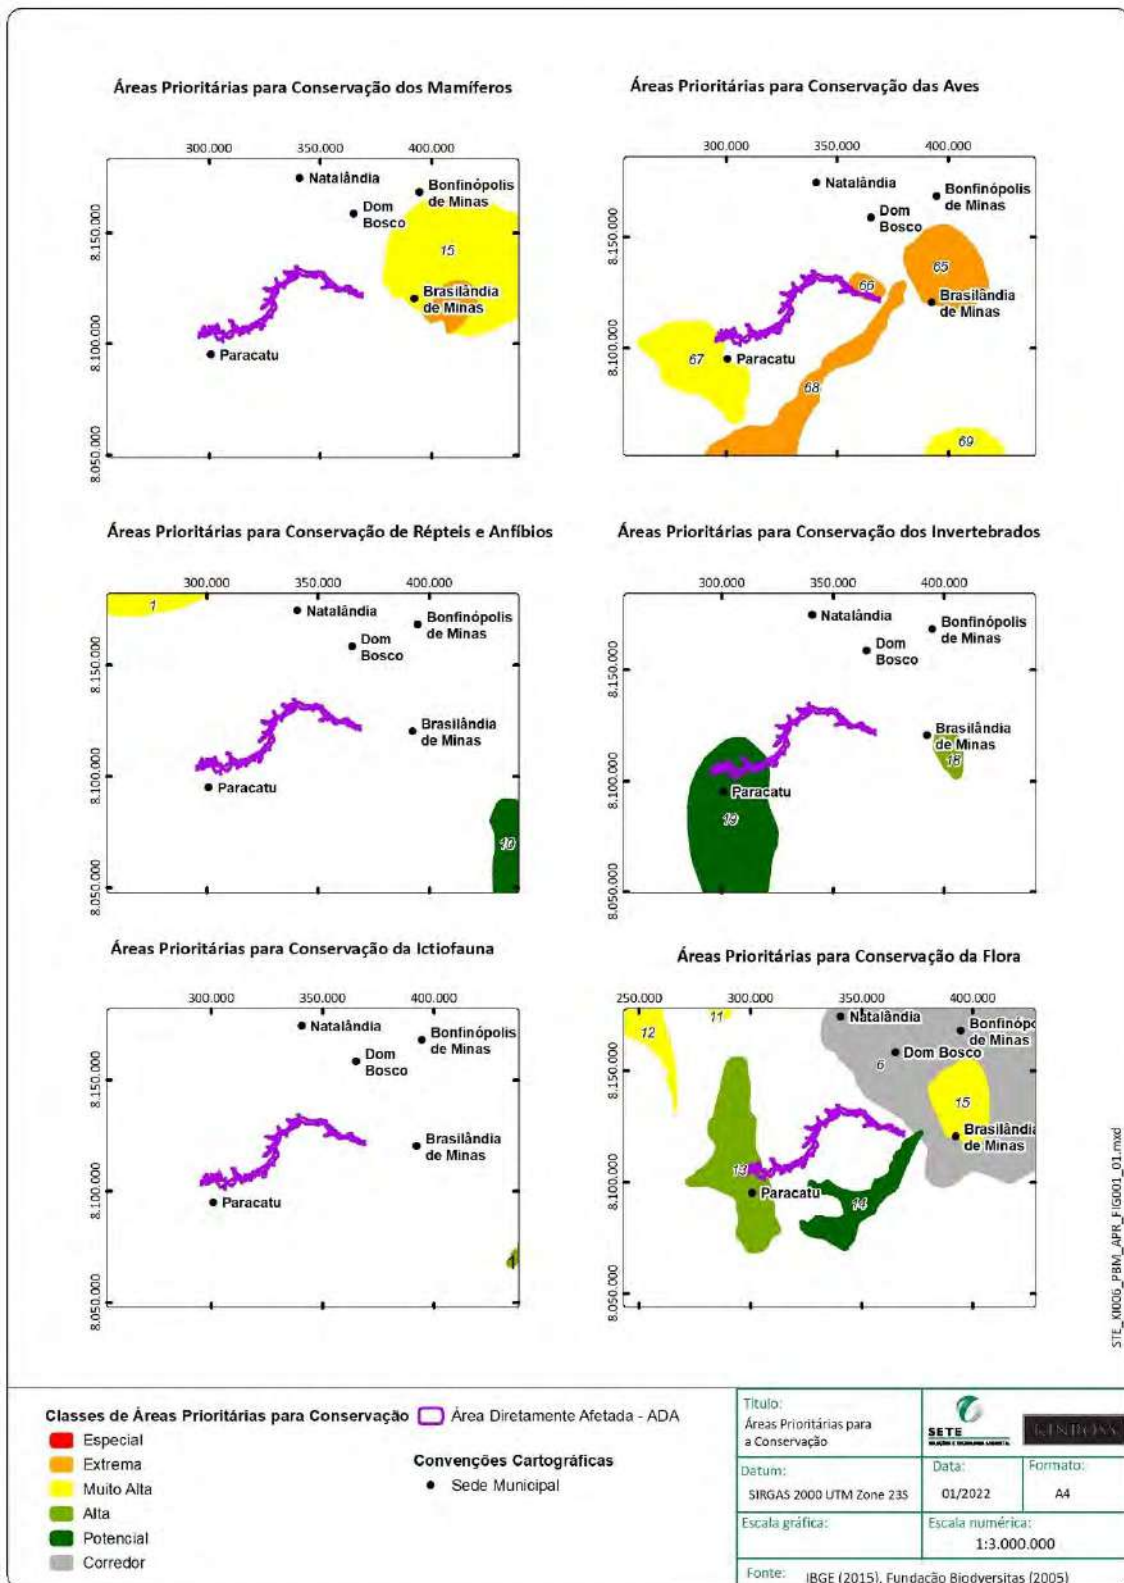 Áreas Prioritárias para Conservação dos Mamíferos
300.000 350.000 400.000
8.150.000
8.100.000
8.050.000
Natalândia
Bonfinópolis
de Minas
Dom
Bosco
15
Brasilândia
de Minas
Paracatu
Áreas Prioritárias para Conservação das Aves
300.000 350.000 400.000
8.150.000
8.100.000
8.050.000
Natalândia
Bonfinópolis
de Minas
Dom
Bosco
65
66
Brasilândia
de Minas
67
Paracatu
68
69
Áreas Prioritárias para Conservação de Répteis e Anfíbios
300.000 350.000 400.000
8.150.000
8.100.000
8.050.000
1
Natalândia
Bonfinópolis
de Minas
Dom
Bosco
Brasilândia
de Minas
Paracatu
10
Áreas Prioritárias para Conservação dos Invertebrados
300.000 350.000 400.000
8.150.000
8.100.000
8.050.000
Natalândia
Bonfinópolis
de Minas
Dom
Bosco
Brasilândia
de Minas
18
Paracatu
19
Áreas Prioritárias para Conservação da Ictiofauna
300.000 350.000 400.000
8.150.000
8.100.000
8.050.000
Natalândia
Bonfinópolis
de Minas
Dom
Bosco
Brasilândia
de Minas
Paracatu
1
Áreas Prioritárias para Conservação da Flora
250.000 300.000 350.000 400.000
8.150.000
8.100.000
8.050.000
11
12
Natalândia
Bonfinópo
de Minas
Dom Bosco
6
15
Brasilândia
de Minas
13
Paracatu
14
STE_KI006_PBM_APR_FIG001_01.mxd
Classes de Áreas Prioritárias para Conservação
Especial
Extrema
Muito Alta
Alta
Potencial
Corredor
Área Diretamente Afetada - ADA
Convenções Cartográficas
Sede Municipal
Título:
Áreas Prioritárias para
a Conservação
SETE
KINROSS
Datum:
SIRGAS 2000 UTM Zone 23S
Data:
01/2022
Formato:
A4
Escala gráfica:
Escala numérica:
1:3.000.000
Fonte: IBGE (2015), Fundação Biodversitas (2005)